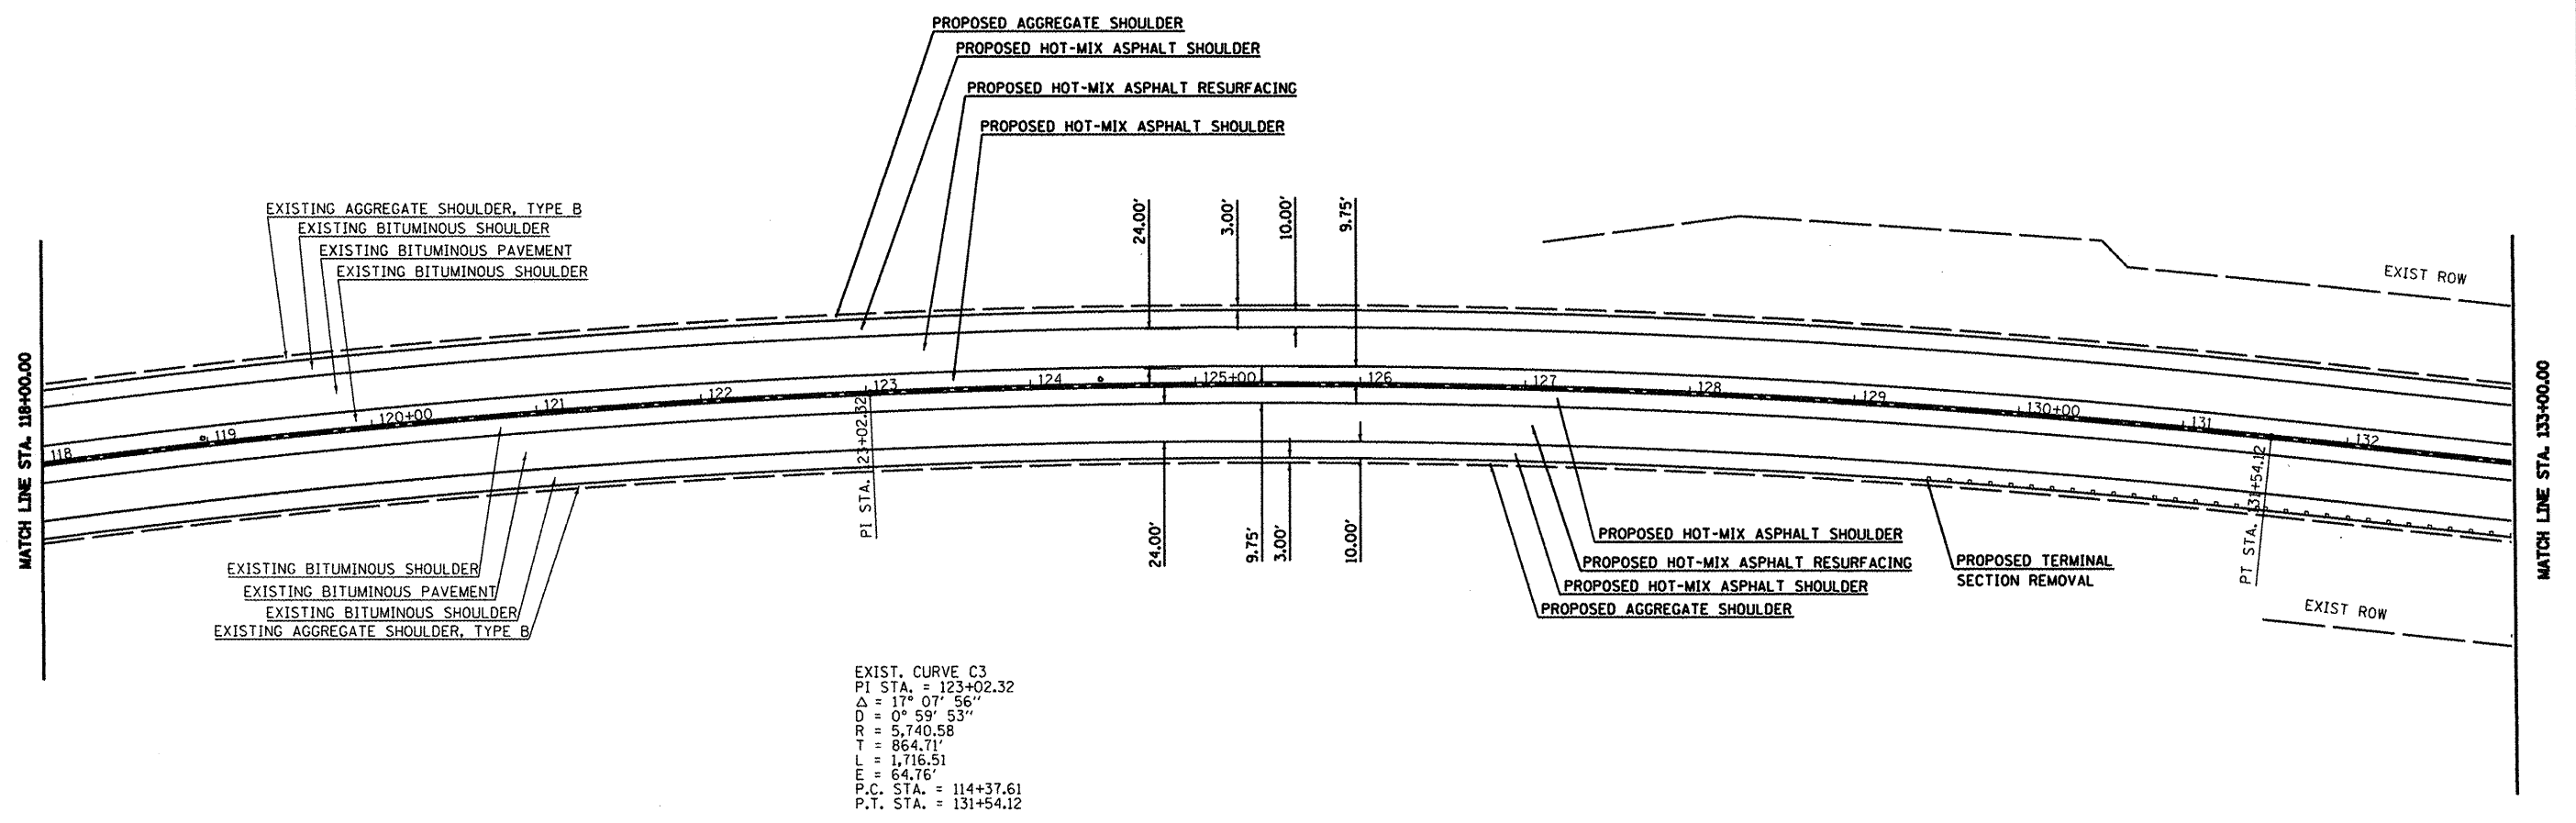 PROPOSED AGGREGATE SHOULDER
PROPOSED HOT-MIX ASPHALT SHOULDER
PROPOSED HOT-MIX ASPHALT RESURFACING
PROPOSED HOT-MIX ASPHALT SHOULDER
EXISTING AGGREGATE SHOULDER, TYPE B
EXISTING BITUMINOUS SHOULDER
EXISTING BITUMINOUS PAVEMENT
EXISTING BITUMINOUS SHOULDER
24.00'
3.00'
10.00'
9.75'
EXIST ROW
MATCH LINE STA. 118+00.00
118
119
120+00
121
122
123
124
125+00
126
127
128
129
130+00
131
132
MATCH LINE STA. 133+00.00
PI STA. 123+02.32
PT STA. 131+54.12
24.00'
9.75'
3.00'
10.00'
EXISTING BITUMINOUS SHOULDER
EXISTING BITUMINOUS PAVEMENT
EXISTING BITUMINOUS SHOULDER
EXISTING AGGREGATE SHOULDER, TYPE B
PROPOSED HOT-MIX ASPHALT SHOULDER
PROPOSED HOT-MIX ASPHALT RESURFACING
PROPOSED HOT-MIX ASPHALT SHOULDER
PROPOSED AGGREGATE SHOULDER
PROPOSED TERMINAL
SECTION REMOVAL
EXIST ROW
EXIST. CURVE C3
PI STA. = 123+02.32
Δ = 17° 07' 56"
D = 0° 59' 53"
R = 5,740.58
T = 864.71'
L = 1,716.51
E = 64.76'
P.C. STA. = 114+37.61
P.T. STA. = 131+54.12